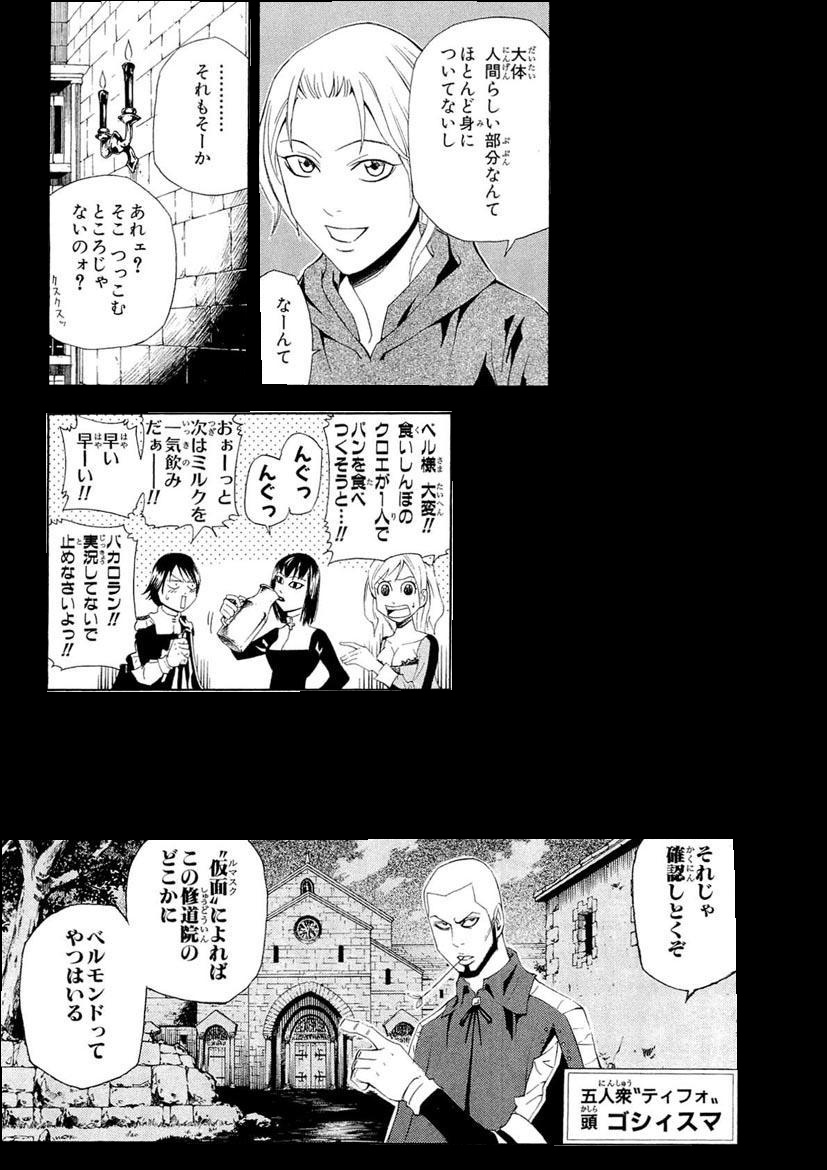 大体
人間らしい部分なんて
ほとんど身に
ついてないし
なーんて
…………
それもそーか
あれェ？
そこ つっこむ
ところじゃ
ないのォ？
クスクスッ
ベル様 大変!!
食いしんぼの
クロエが1人で
パンを食べ
つくそうと…!!
んぐっ
んぐっ
おぉーっと
次はミルクを
一気飲み
だぁー!!
早い
早ーい!!
バカロラン!!
実況してないで
止めなさいよっ!!
それじゃ
確認しとくぞ
〝仮面〟によれば
この修道院の
どこかに
ベルモンドって
やつはいる
五人衆〝ティフォ〟
頭 ゴシィスマ